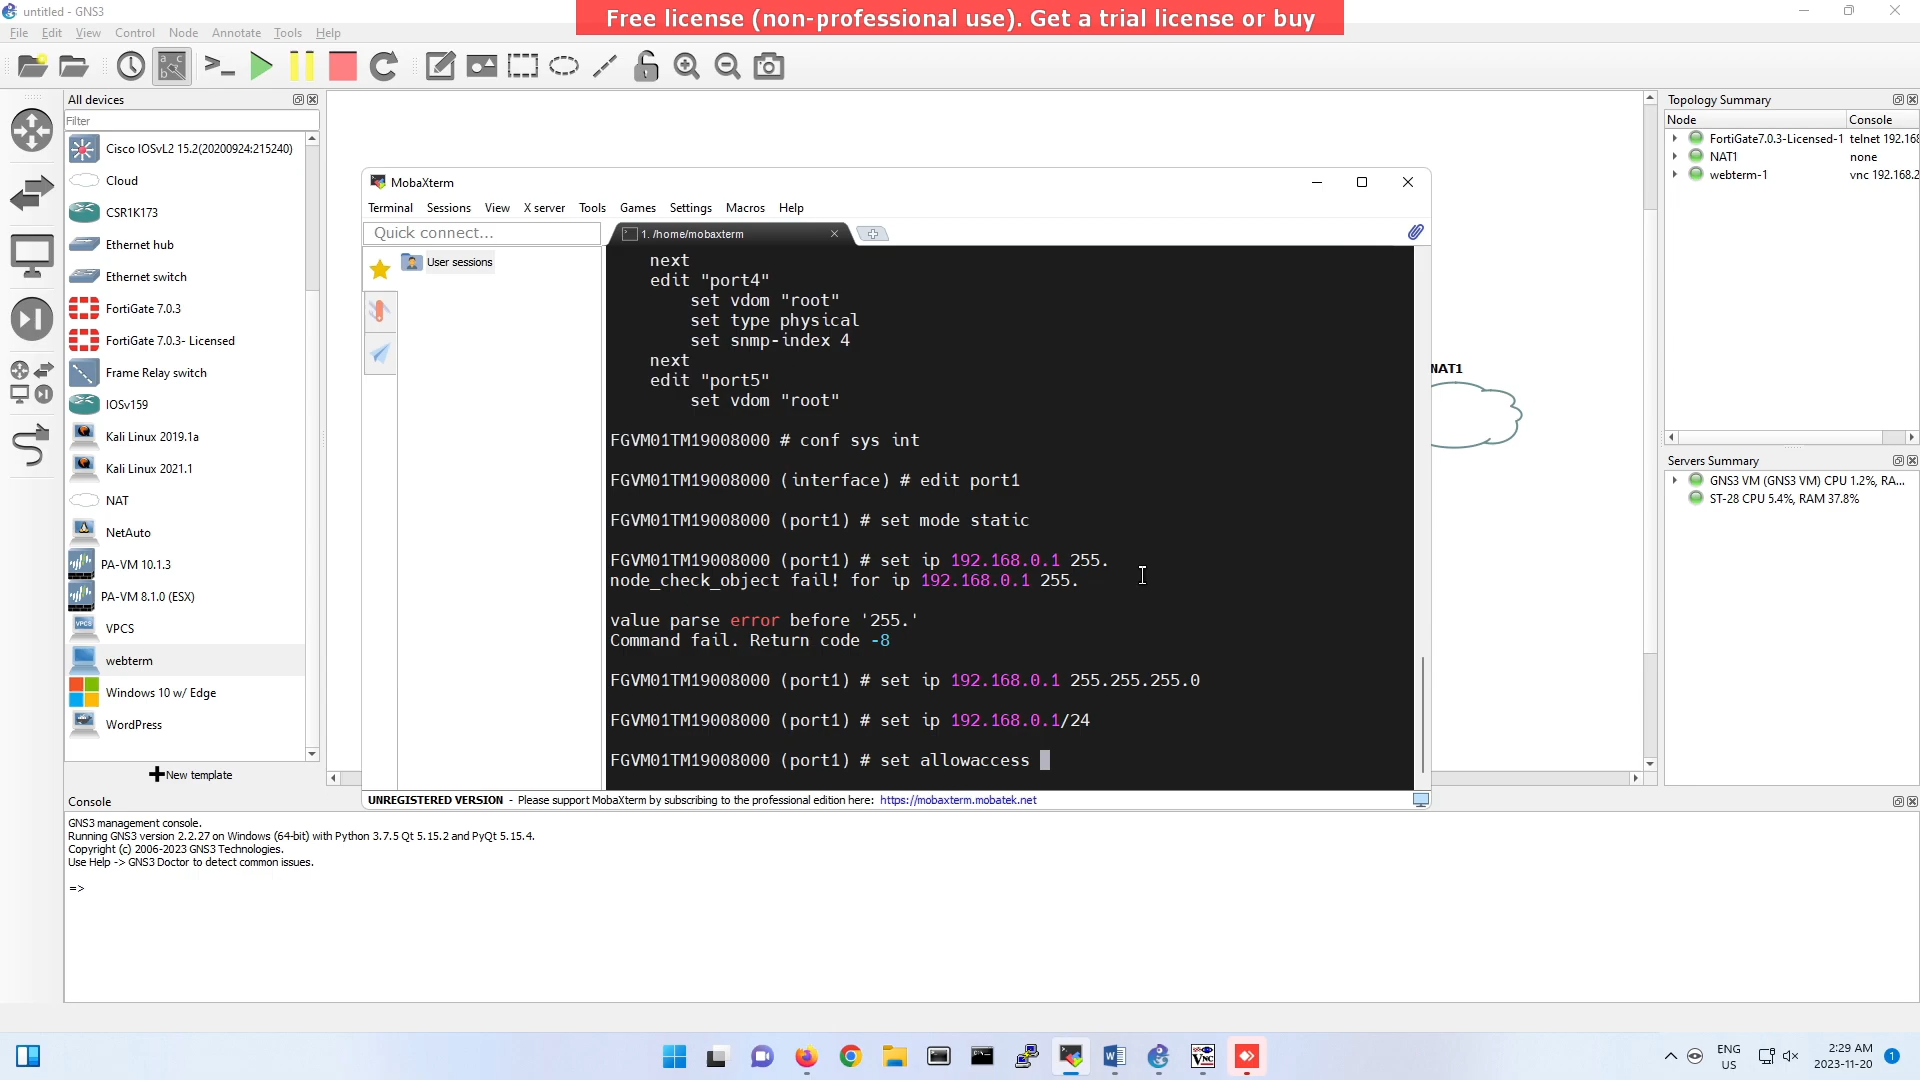 untitled - GNS3
Free license (non-professional use). Get a trial license or buy
File Edit View Control Node Annotate Tools Help
All devices
Filter
Cisco IOSvL2 15.2(20200924:215240)
Cloud
CSR1K173
Ethernet hub
Ethernet switch
FortiGate 7.0.3
FortiGate 7.0.3- Licensed
Frame Relay switch
IOSv159
Kali Linux 2019.1a
Kali Linux 2021.1
NAT
NetAuto
PA-VM 10.1.3
PA-VM 8.1.0 (ESX)
VPCS
webterm
Windows 10 w/ Edge
WordPress
New template
MobaXterm
Terminal Sessions View X server Tools Games Settings Macros Help
Quick connect...
1. /home/mobaxterm
User sessions
next
edit "port4"
set vdom "root"
set type physical
set snmp-index 4
next
edit "port5"
set vdom "root"
FGVM01TM19008000 # conf sys int
FGVM01TM19008000 (interface) # edit port1
FGVM01TM19008000 (port1) # set mode static
FGVM01TM19008000 (port1) # set ip 192.168.0.1 255.
node_check_object fail! for ip 192.168.0.1 255.
value parse error before '255.'
Command fail. Return code -8
FGVM01TM19008000 (port1) # set ip 192.168.0.1 255.255.255.0
FGVM01TM19008000 (port1) # set ip 192.168.0.1/24
FGVM01TM19008000 (port1) # set allowaccess
UNREGISTERED VERSION - Please support MobaXterm by subscribing to the professional edition here: https://mobaxterm.mobatek.net
NAT1
Topology Summary
Node Console
FortiGate7.0.3-Licensed-1 telnet 192.168
NAT1 none
webterm-1 vnc 192.168.2
Servers Summary
GNS3 VM (GNS3 VM) CPU 1.2%, RA...
ST-28 CPU 5.4%, RAM 37.8%
Console
GNS3 management console.
Running GNS3 version 2.2.27 on Windows (64-bit) with Python 3.7.5 Qt 5.15.2 and PyQt 5.15.4.
Copyright (c) 2006-2023 GNS3 Technologies.
Use Help -> GNS3 Doctor to detect common issues.
=>
ENG
US
2:29 AM
2023-11-20
1